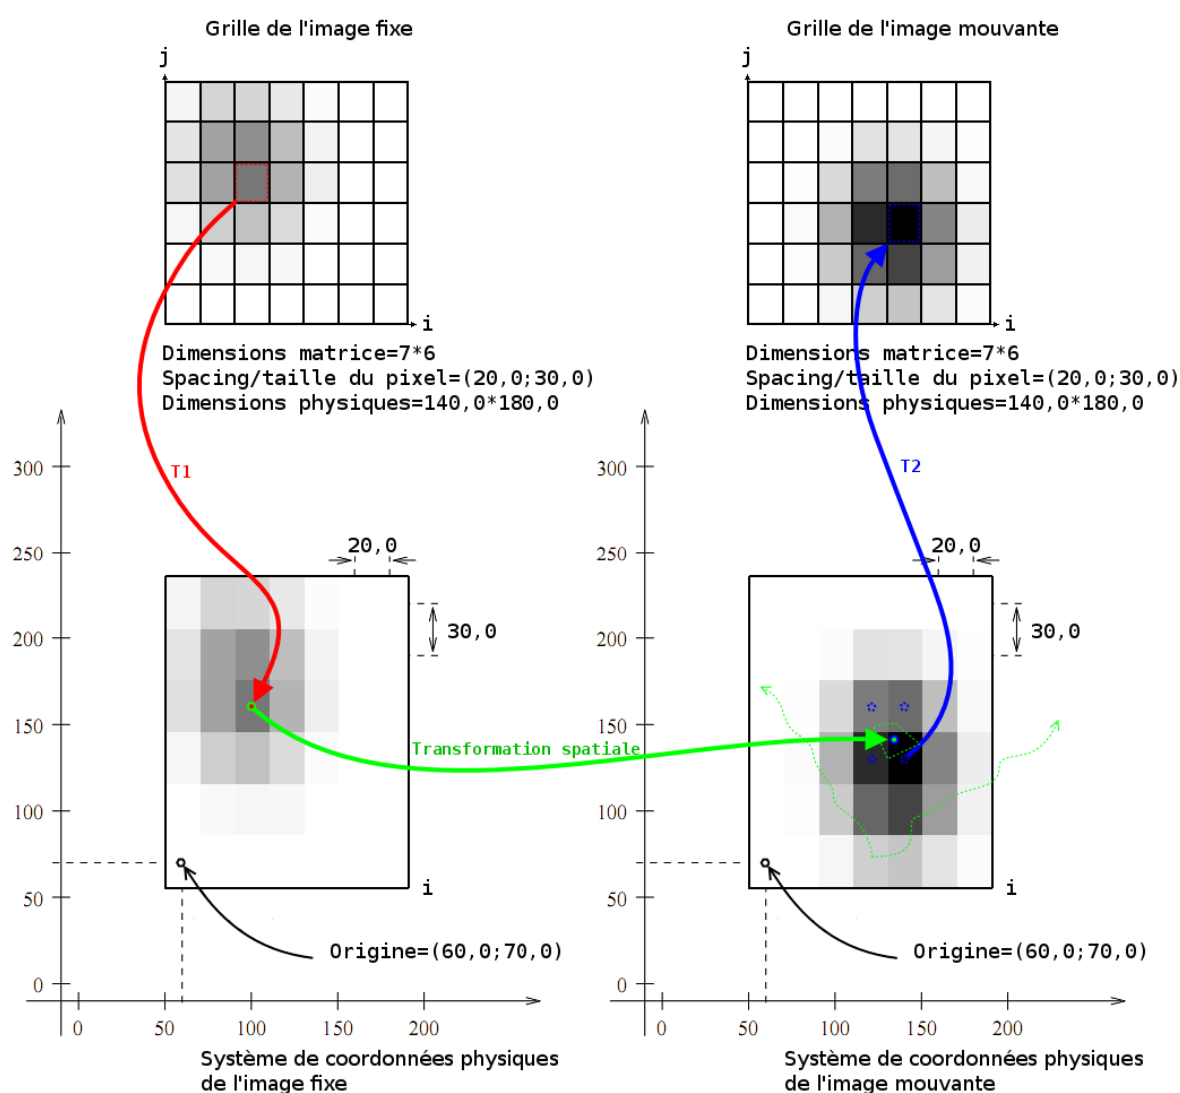 Grille de l'image fixe
Grille de l'image mouvante
j
j
i
i
Dimensions matrice=7*6
Spacing/taille du pixel=(20,0;30,0)
Dimensions physiques=140,0*180,0
Dimensions matrice=7*6
Spacing/taille du pixel=(20,0;30,0)
Dimensions physiques=140,0*180,0
T1
T2
300
250
200
150
100
50
0
300
250
200
150
100
50
0
20,0
30,0
20,0
30,0
Transformation spatiale
i
i
Origine=(60,0;70,0)
Origine=(60,0;70,0)
0 50 100 150 200
0 50 100 150 200
Système de coordonnées physiques
de l'image fixe
Système de coordonnées physiques
de l'image mouvante